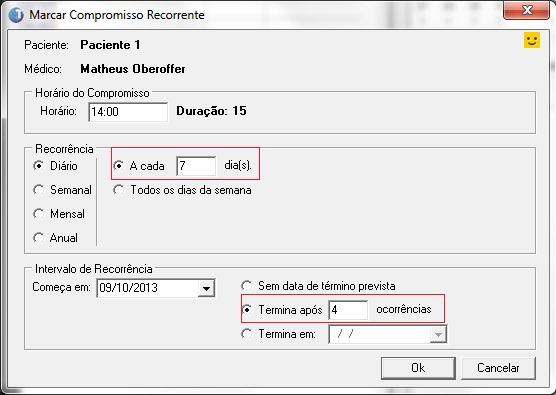 Marcar Compromisso Recorrente
Paciente: Paciente 1
Médico: Matheus Oberoffer
Horário do Compromisso
Horário: 14:00 Duração: 15
Recorrência
Diário A cada 7 dia(s).
Semanal Todos os dias da semana
Mensal
Anual
Intervalo de Recorrência
Começa em: 09/10/2013 Sem data de término prevista
Termina após 4 ocorrências
Termina em: / /
Ok Cancelar